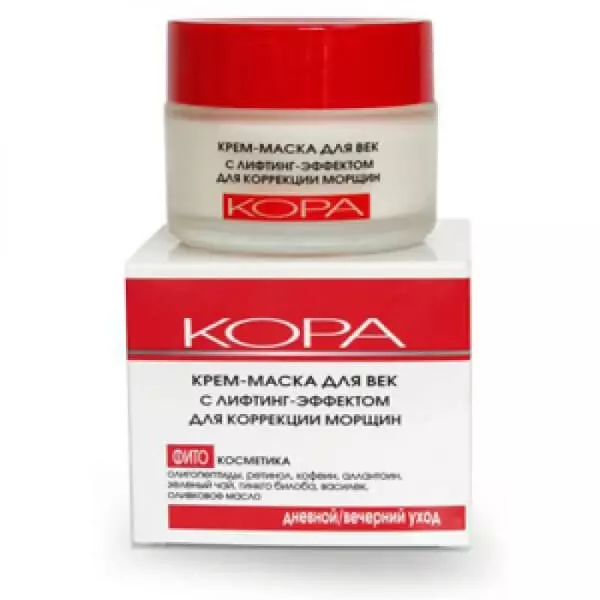 КРЕМ-МАСКА ДЛЯ ВЕК
С ЛИФТИНГ-ЭФФЕКТОМ
ДЛЯ КОРРЕКЦИИ МОРЩИН
КОРА
КОРА
КРЕМ-МАСКА ДЛЯ ВЕК
С ЛИФТИНГ-ЭФФЕКТОМ
ДЛЯ КОРРЕКЦИИ МОРЩИН
ФИТО КОСМЕТИКА
олигопептиды, ретинол, кофеин, аллантоин,
зеленый чай, гинкго билоба, василек,
оливковое масло
дневной/вечерний уход